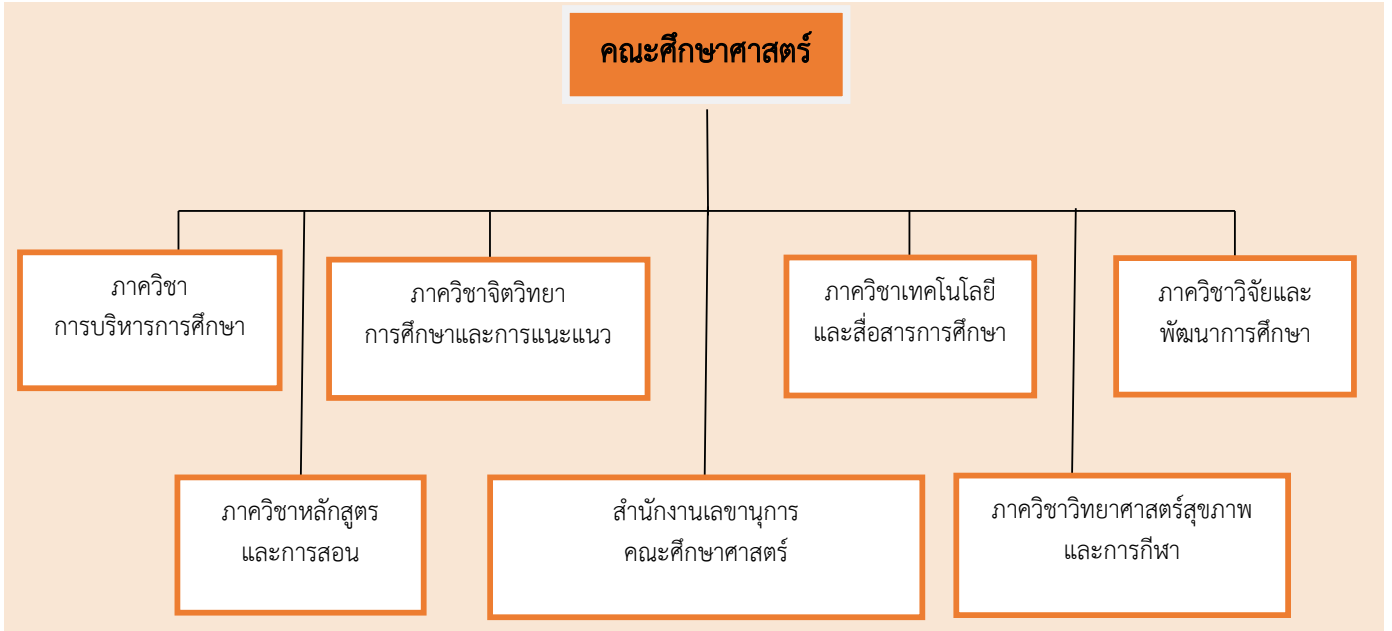 คณะศึกษาศาสตร์
ภาควิชา
การบริหารการศึกษา
ภาควิชาจิตวิทยา
การศึกษาและการแนะแนว
ภาควิชาเทคโนโลยี
และสื่อสารการศึกษา
ภาควิชาวิจัยและ
พัฒนาการศึกษา
ภาควิชาหลักสูตร
และการสอน
สำนักงานเลขานุการ
คณะศึกษาศาสตร์
ภาควิชาวิทยาศาสตร์สุขภาพ
และการกีฬา